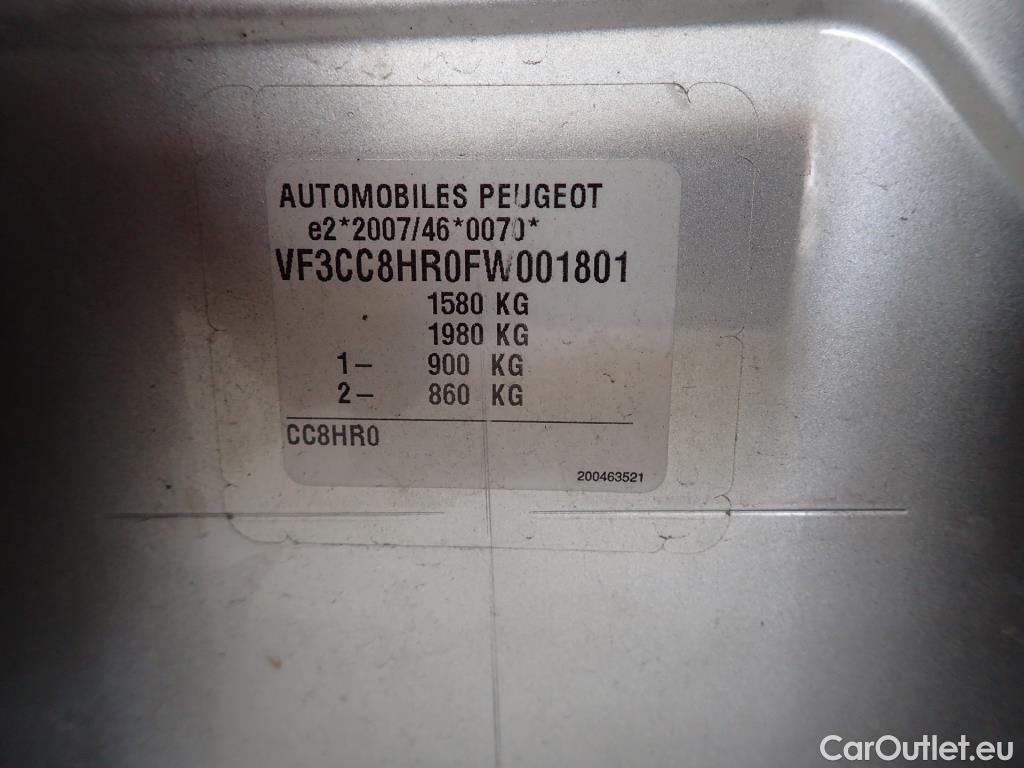 AUTOMOBILES PEUGEOT
e2*2007/46*0070*
VF3CC8HR0FW001801
1580 KG
1980 KG
1– 900 KG
2– 860 KG
CC8HR0
200463521
CarOutlet.eu